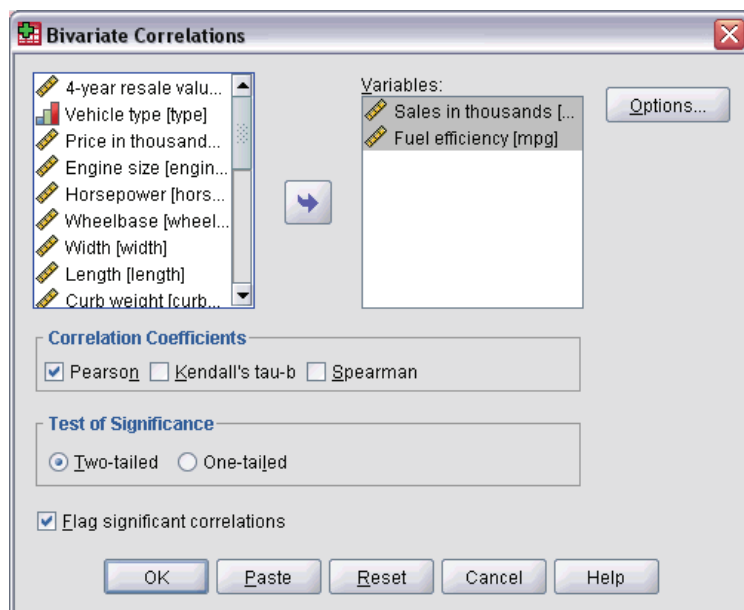 Bivariate Correlations
4-year resale valu...
Vehicle type [type]
Price in thousand...
Engine size [engin...
Horsepower [hors...
Wheelbase [wheel...
Width [width]
Length [length]
Curb weight [curb...
Variables:
Sales in thousands [...
Fuel efficiency [mpg]
Options...
Correlation Coefficients
Pearson Kendall's tau-b Spearman
Test of Significance
Two-tailed One-tailed
Flag significant correlations
OK Paste Reset Cancel Help